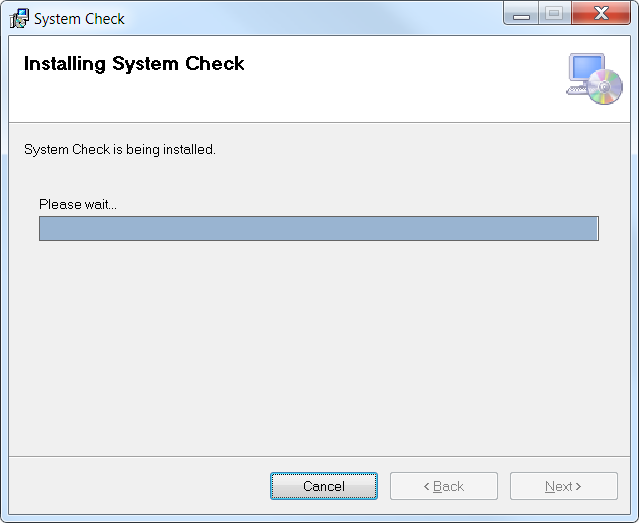 System Check
Installing System Check
System Check is being installed.
Please wait...
Cancel
< Back
Next >